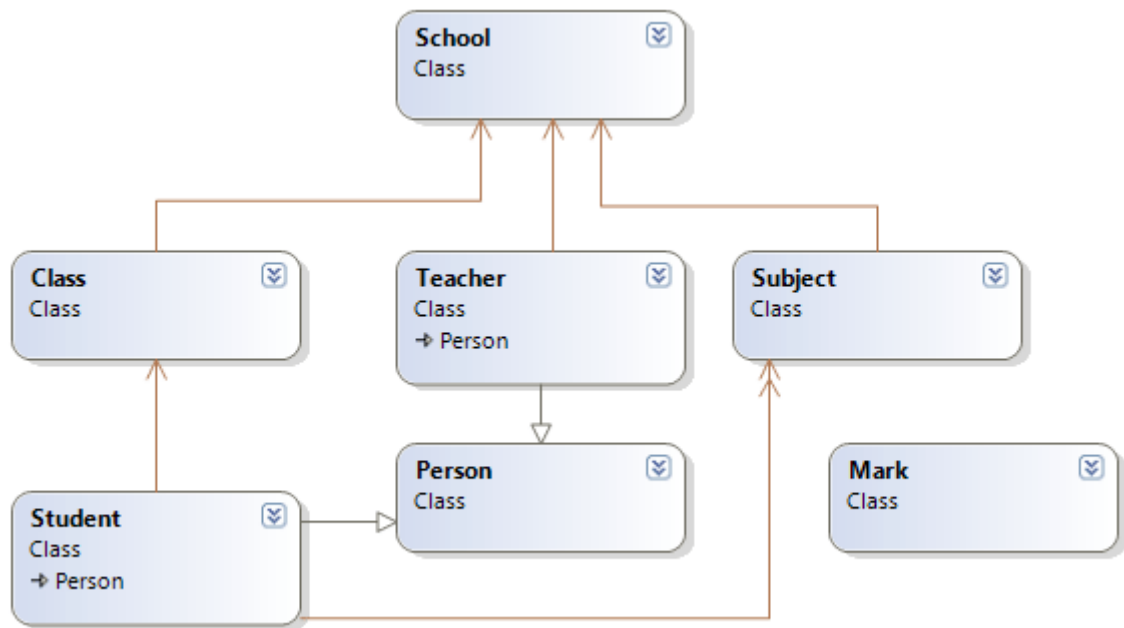 School
Class
Class
Class
Teacher
Class
Person
Subject
Class
Person
Class
Mark
Class
Student
Class
Person